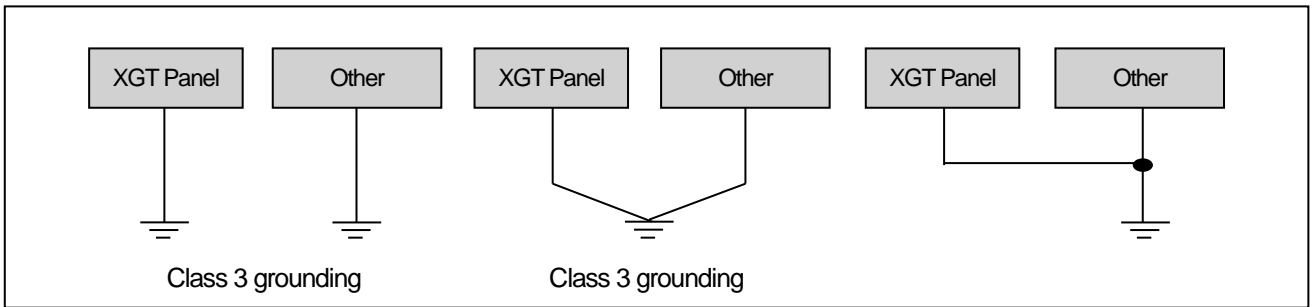 XGT Panel Other XGT Panel Other XGT Panel Other
Class 3 grounding Class 3 grounding